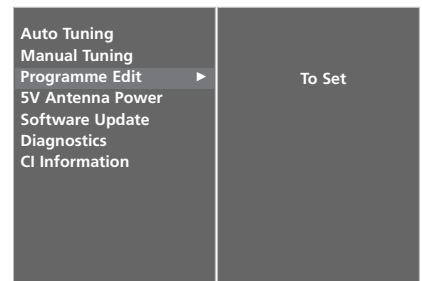 Auto Tuning
Manual Tuning
Programme Edit ►
To Set
5V Antenna Power
Software Update
Diagnostics
CI Information